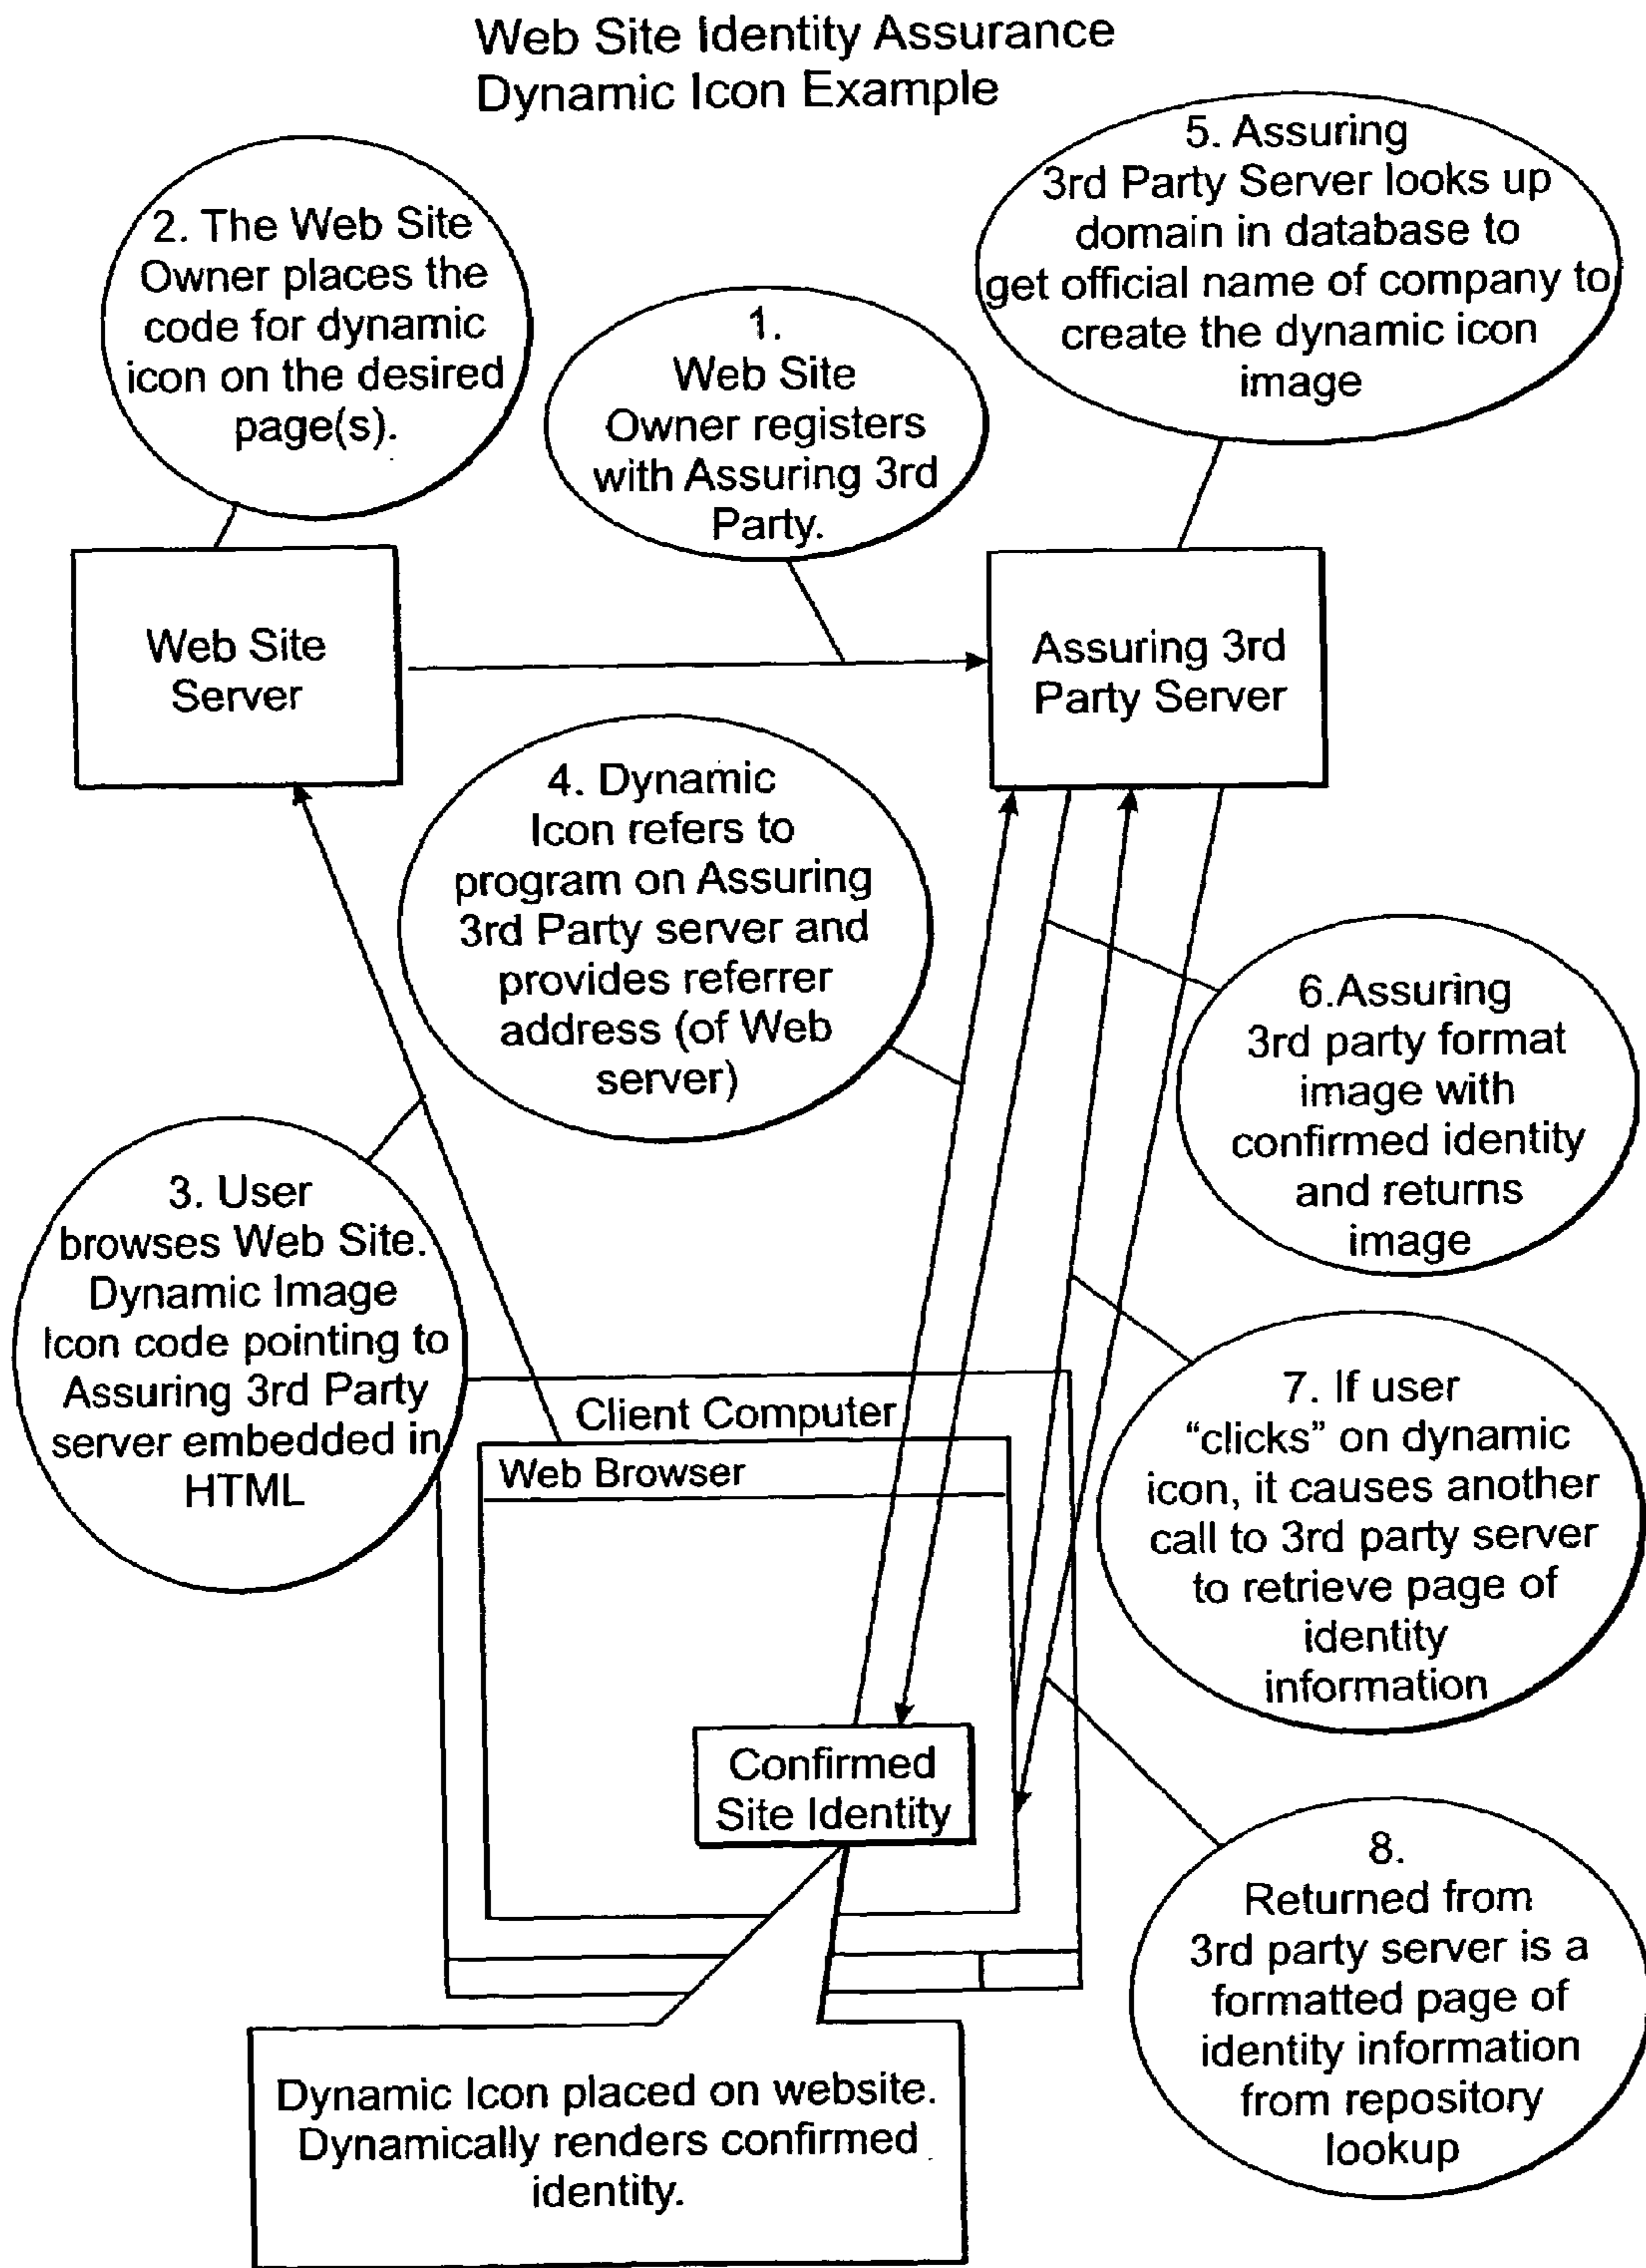 Web Site Identity Assurance
Dynamic Icon Example
2. The Web Site
Owner places the
code for dynamic
icon on the desired
page(s).
1.
Web Site
Owner registers
with Assuring 3rd
Party.
5. Assuring
3rd Party Server looks up
domain in database to
get official name of company to
create the dynamic icon
image
Web Site
Server
Assuring 3rd
Party Server
4. Dynamic
Icon refers to
program on Assuring
3rd Party server and
provides referrer
address (of Web
server)
3. User
browses Web Site.
Dynamic Image
Icon code pointing to
Assuring 3rd Party
server embedded in
HTML
6.Assuring
3rd party format
image with
confirmed identity
and returns
image
Client Computer
Web Browser
7. If user
“clicks” on dynamic
icon, it causes another
call to 3rd party server
to retrieve page of
identity
information
Confirmed
Site Identity
8.
Returned from
3rd party server is a
formatted page of
identity information
from repository
lookup
Dynamic Icon placed on website.
Dynamically renders confirmed
identity.